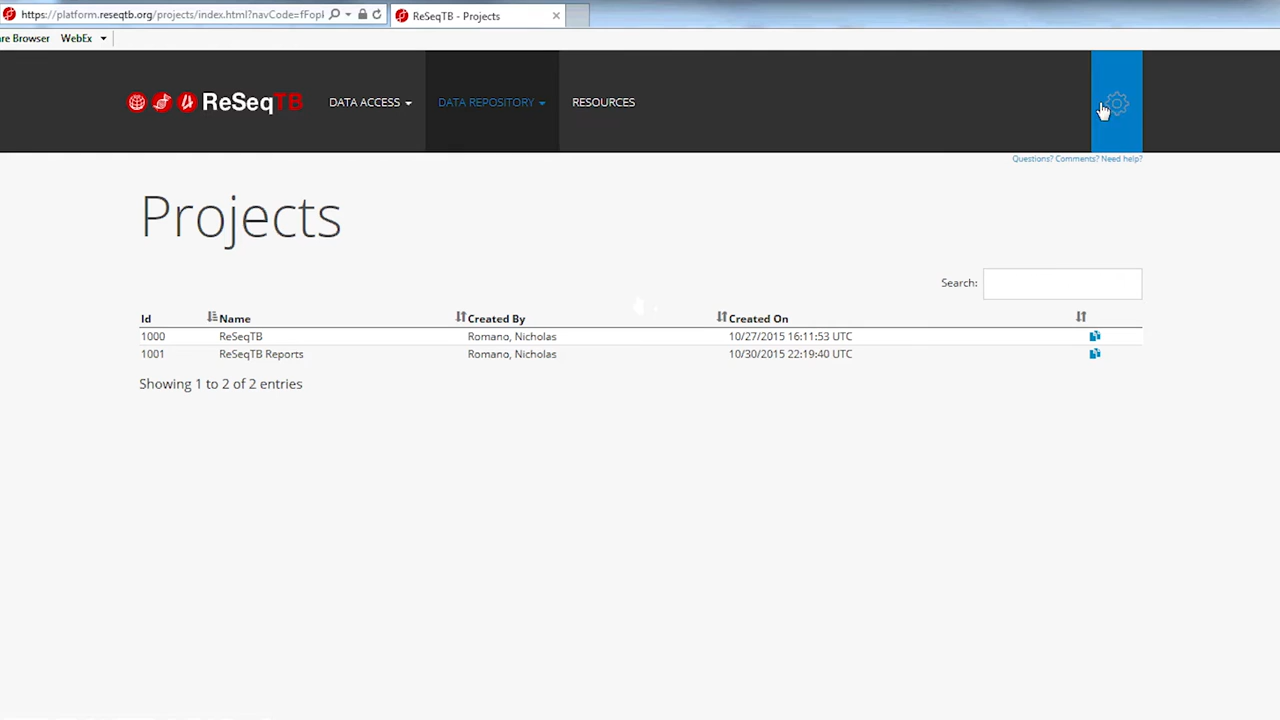 https://platform.reseqtb.org/projects/index.html?navCode=fFopl
ReSeqTB - Projects
re Browser WebEx
ReSeqTB DATA ACCESS DATA REPOSITORY RESOURCES
Questions? Comments? Need help?
Projects
Search:
Id Name Created By Created On
1000 ReSeqTB Romano, Nicholas 10/27/2015 16:11:53 UTC
1001 ReSeqTB Reports Romano, Nicholas 10/30/2015 22:19:40 UTC
Showing 1 to 2 of 2 entries